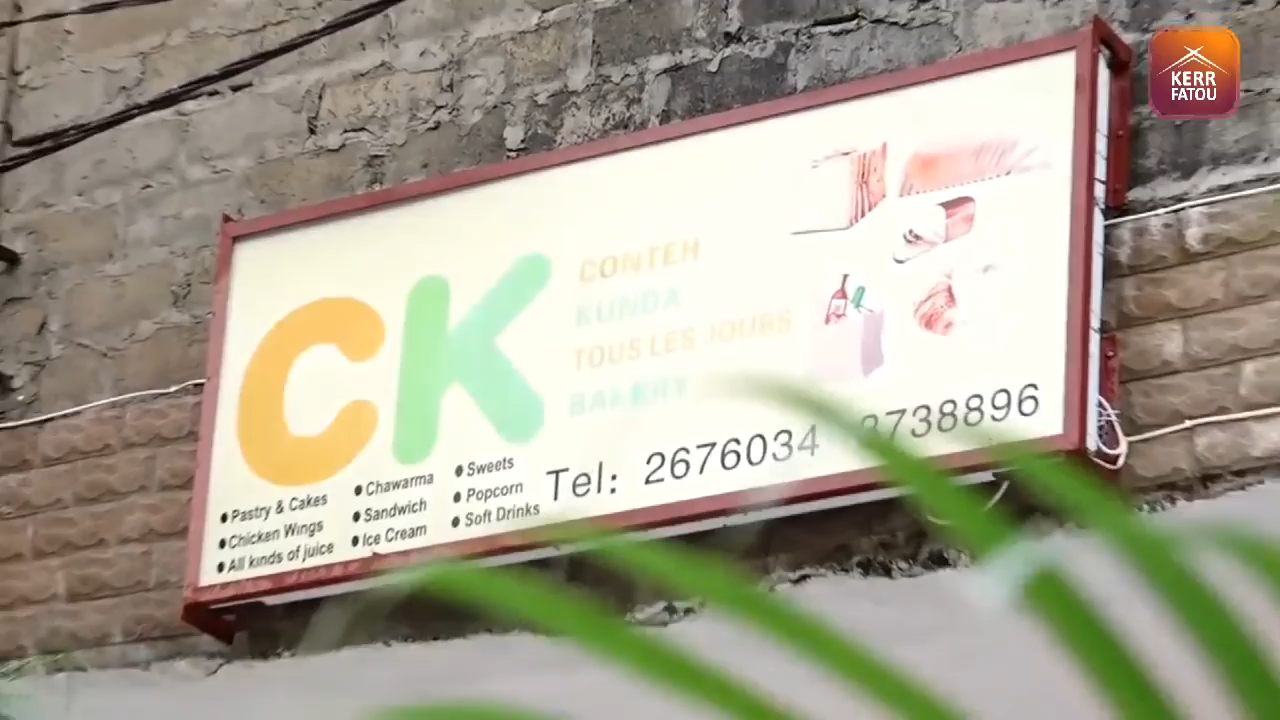 KERR
FATOU
CK
CONTEH
KUNDA
TOUS LES JOURS
BAKERY
Tel: 2676034 3738896
• Pastry & Cakes
• Chicken Wings
• All kinds of juice
• Chawarma
• Sandwich
• Ice Cream
• Sweets
• Popcorn
• Soft Drinks